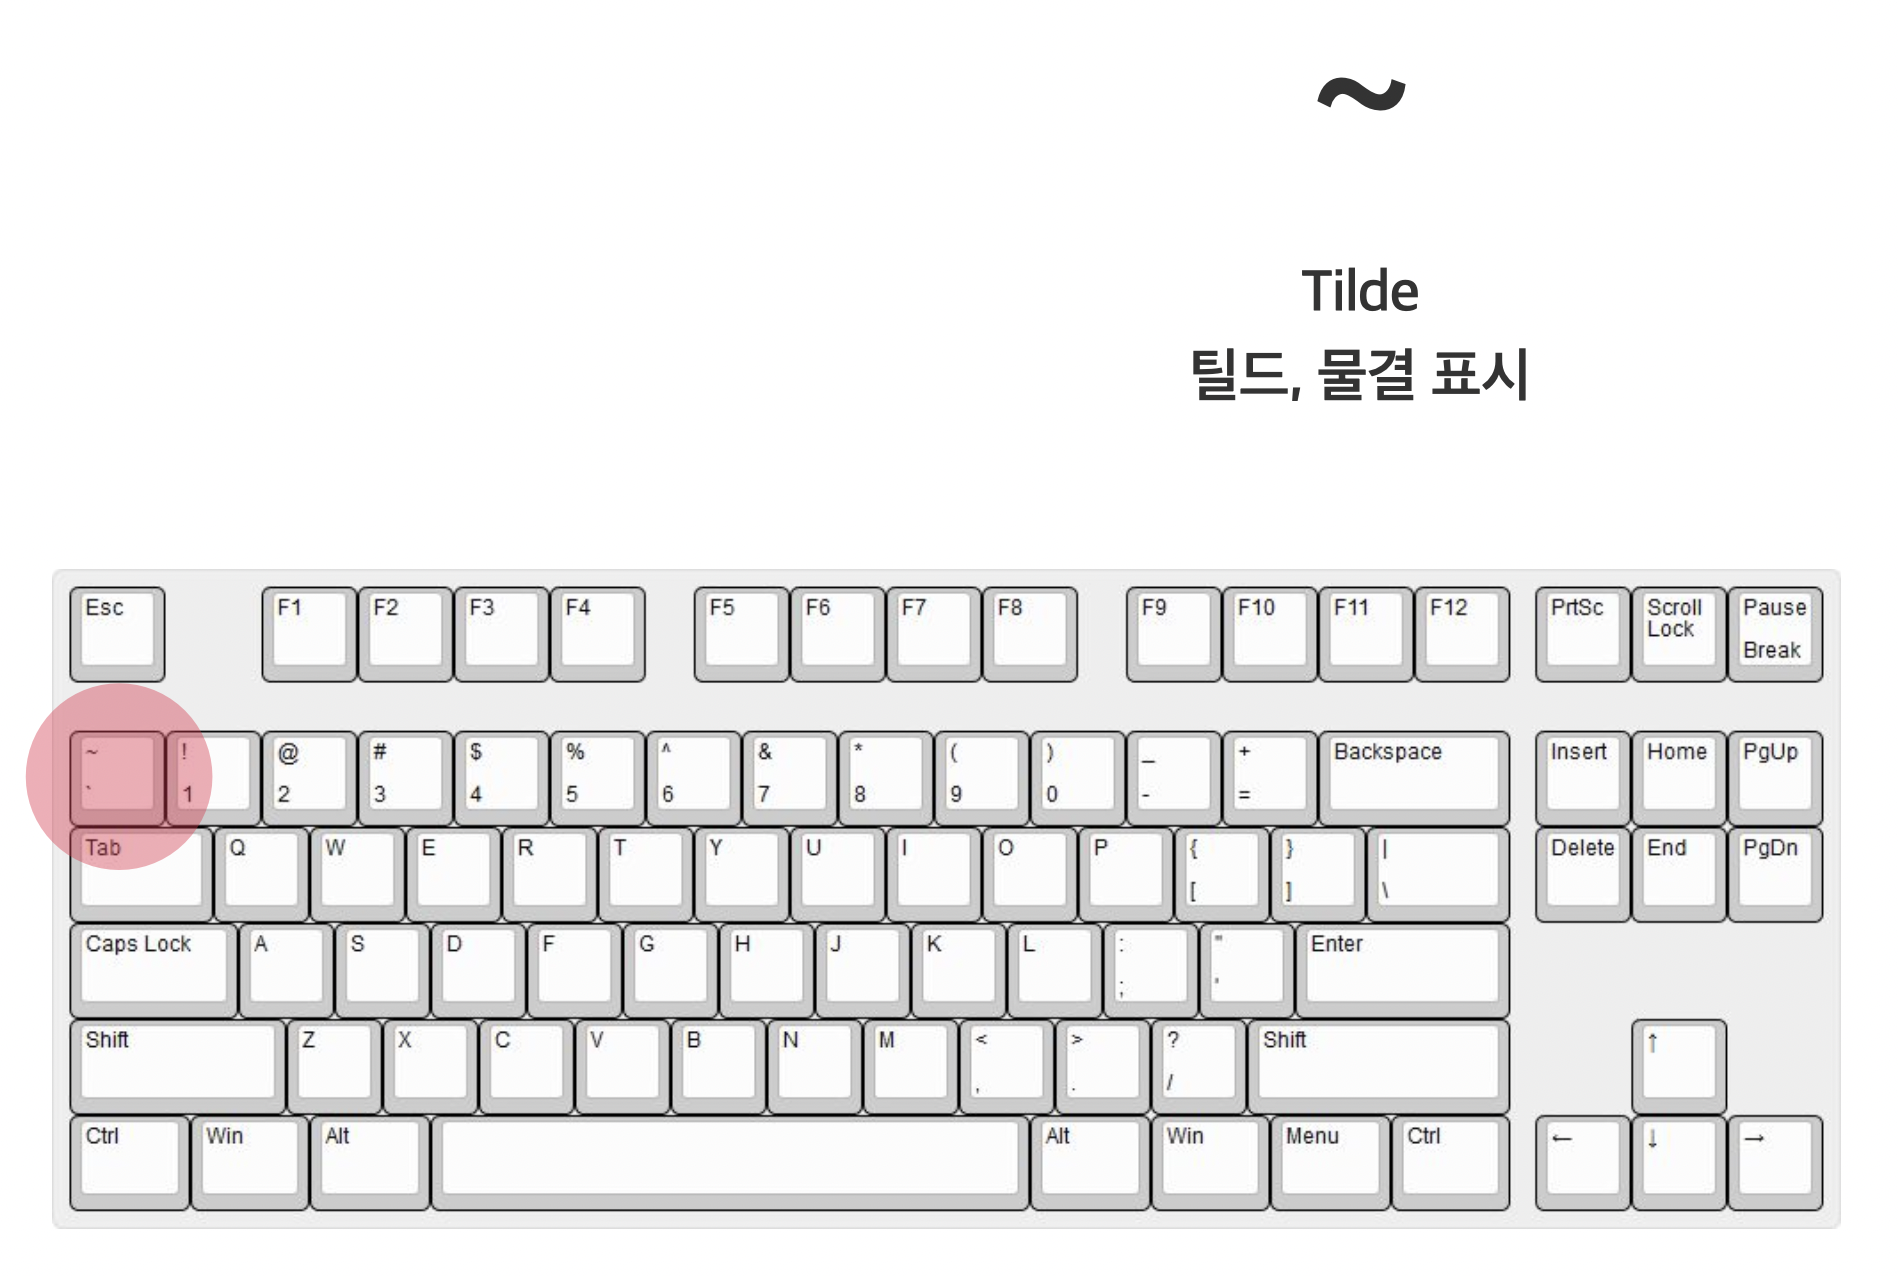 ~
Tilde
틸드, 물결 표시
Esc F1 F2 F3 F4 F5 F6 F7 F8 F9 F10 F11 F12 PrtSc Scroll Lock Pause Break
~ ` ! 1 @ 2 # 3 $ 4 % 5 ^ 6 & 7 * 8 ( 9 ) 0 _ - + = Backspace Insert Home PgUp
Tab Q W E R T Y U I O P { [ } ] | \ Delete End PgDn
Caps Lock A S D F G H J K L : ; " ' Enter
Shift Z X C V B N M < , > . ? / Shift ↑
Ctrl Win Alt Alt Win Menu Ctrl ← ↓ →